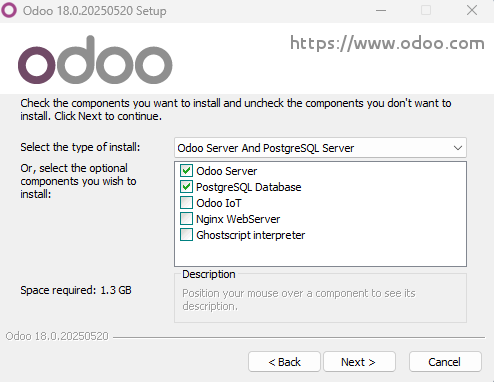 Odoo 18.0.20250520 Setup
odoo
https://www.odoo.com
Check the components you want to install and uncheck the components you don't want to
install. Click Next to continue.
Select the type of install:
Odoo Server And PostgreSQL Server
Or, select the optional
components you wish to
install:
Odoo Server
PostgreSQL Database
Odoo IoT
Nginx WebServer
Ghostscript interpreter
Space required: 1.3 GB
Description
Position your mouse over a component to see its
description.
Odoo 18.0.20250520
< Back
Next >
Cancel